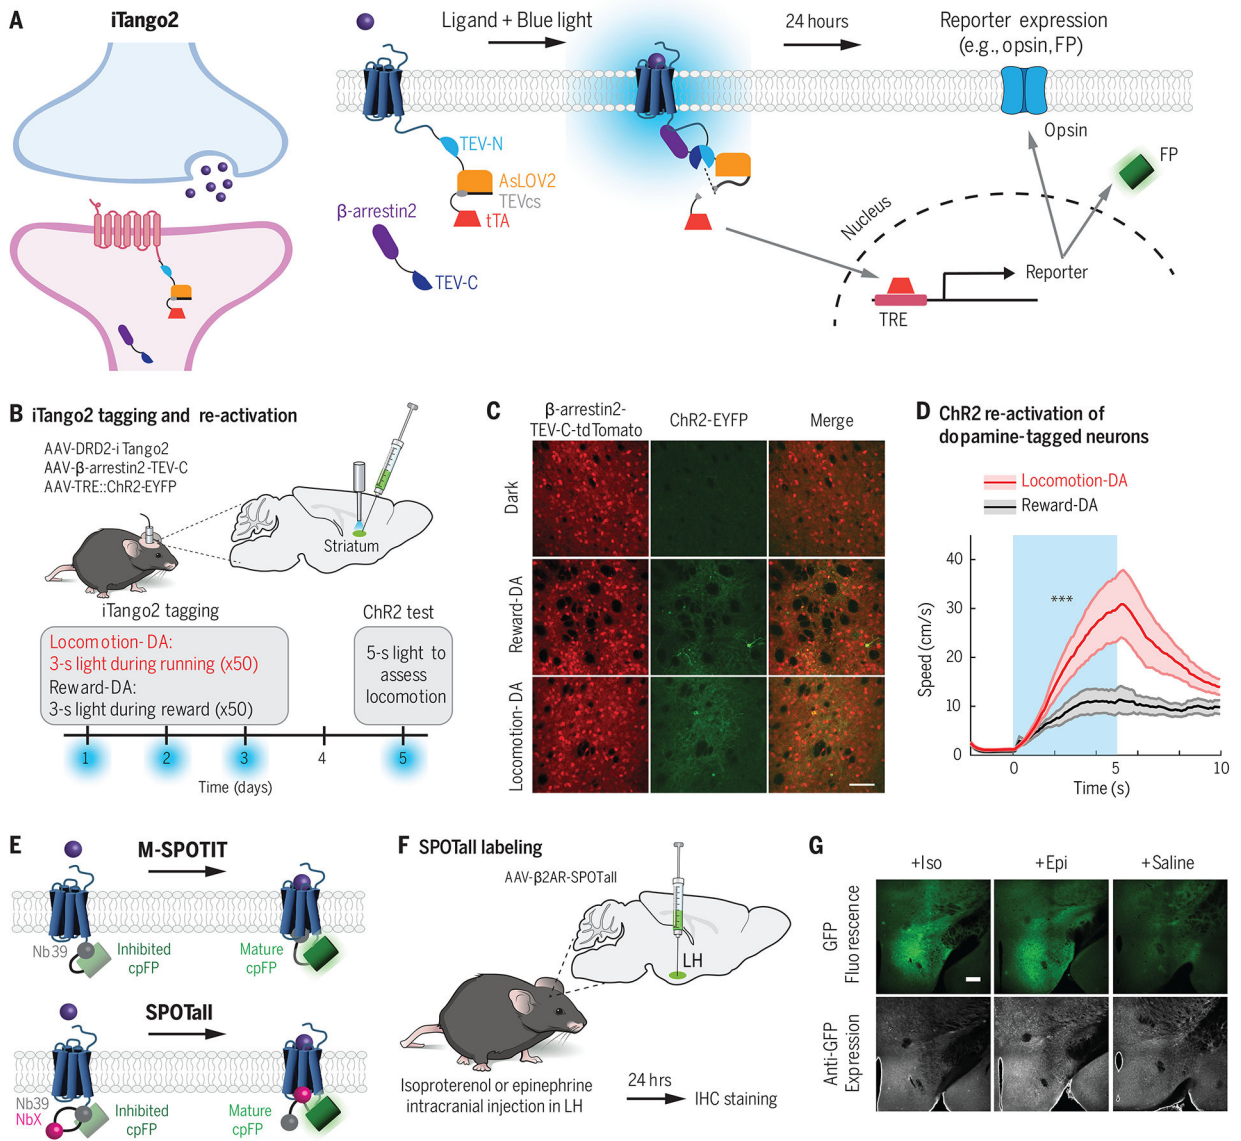 A
iTango2
Ligand + Blue light
24 hours
Reporter expression
(e.g., opsin, FP)
TEV-N
AsLOV2
TEVcs
tTA
β-arrestin2
TEV-C
Opsin
FP
Nucleus
Reporter
TRE
B
iTango2 tagging and re-activation
AAV-DRD2-iTango2
AAV-β-arrestin2-TEV-C
AAV-TRE::ChR2-EYFP
Striatum
iTango2 tagging
Locomotion-DA:
3-s light during running (x50)
Reward-DA:
3-s light during reward (x50)
ChR2 test
5-s light to
assess
locomotion
1 2 3 4 5
Time (days)
C
β-arrestin2-
TEV-C-tdTomato
ChR2-EYFP
Merge
Dark
Reward-DA
Locomotion-DA
D
ChR2 re-activation of
dopamine-tagged neurons
Locomotion-DA
Reward-DA
Speed (cm/s)
40
30
20
10
0
***
0 5 10
Time (s)
E
M-SPOTIT
Nb39
Inhibited
cpFP
Mature
cpFP
SPOTall
Nb39
NbX
Inhibited
cpFP
Mature
cpFP
F
SPOTall labeling
AAV-β2AR-SPOTall
LH
Isoproterenol or epinephrine
intracranial injection in LH
24 hrs
IHC staining
G
+Iso
+Epi
+Saline
GFP
Fluorescence
Anti-GFP
Expression